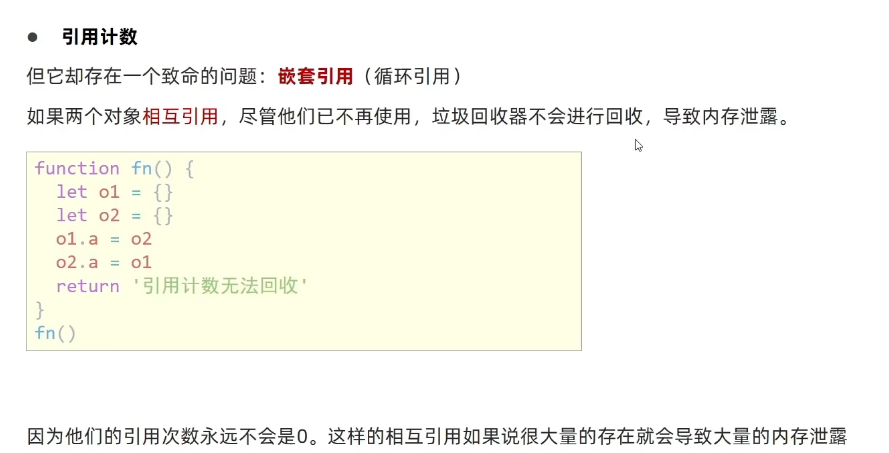 ● 引用计数
但它却存在一个致命的问题：嵌套引用（循环引用）
如果两个对象相互引用，尽管他们已不再使用，垃圾回收器不会进行回收，导致内存泄露。
function fn() {
  let o1 = {}
  let o2 = {}
  o1.a = o2
  o2.a = o1
  return '引用计数无法回收'
}
fn()
因为他们的引用次数永远不会是0。这样的相互引用如果说很大量的存在就会导致大量的内存泄露